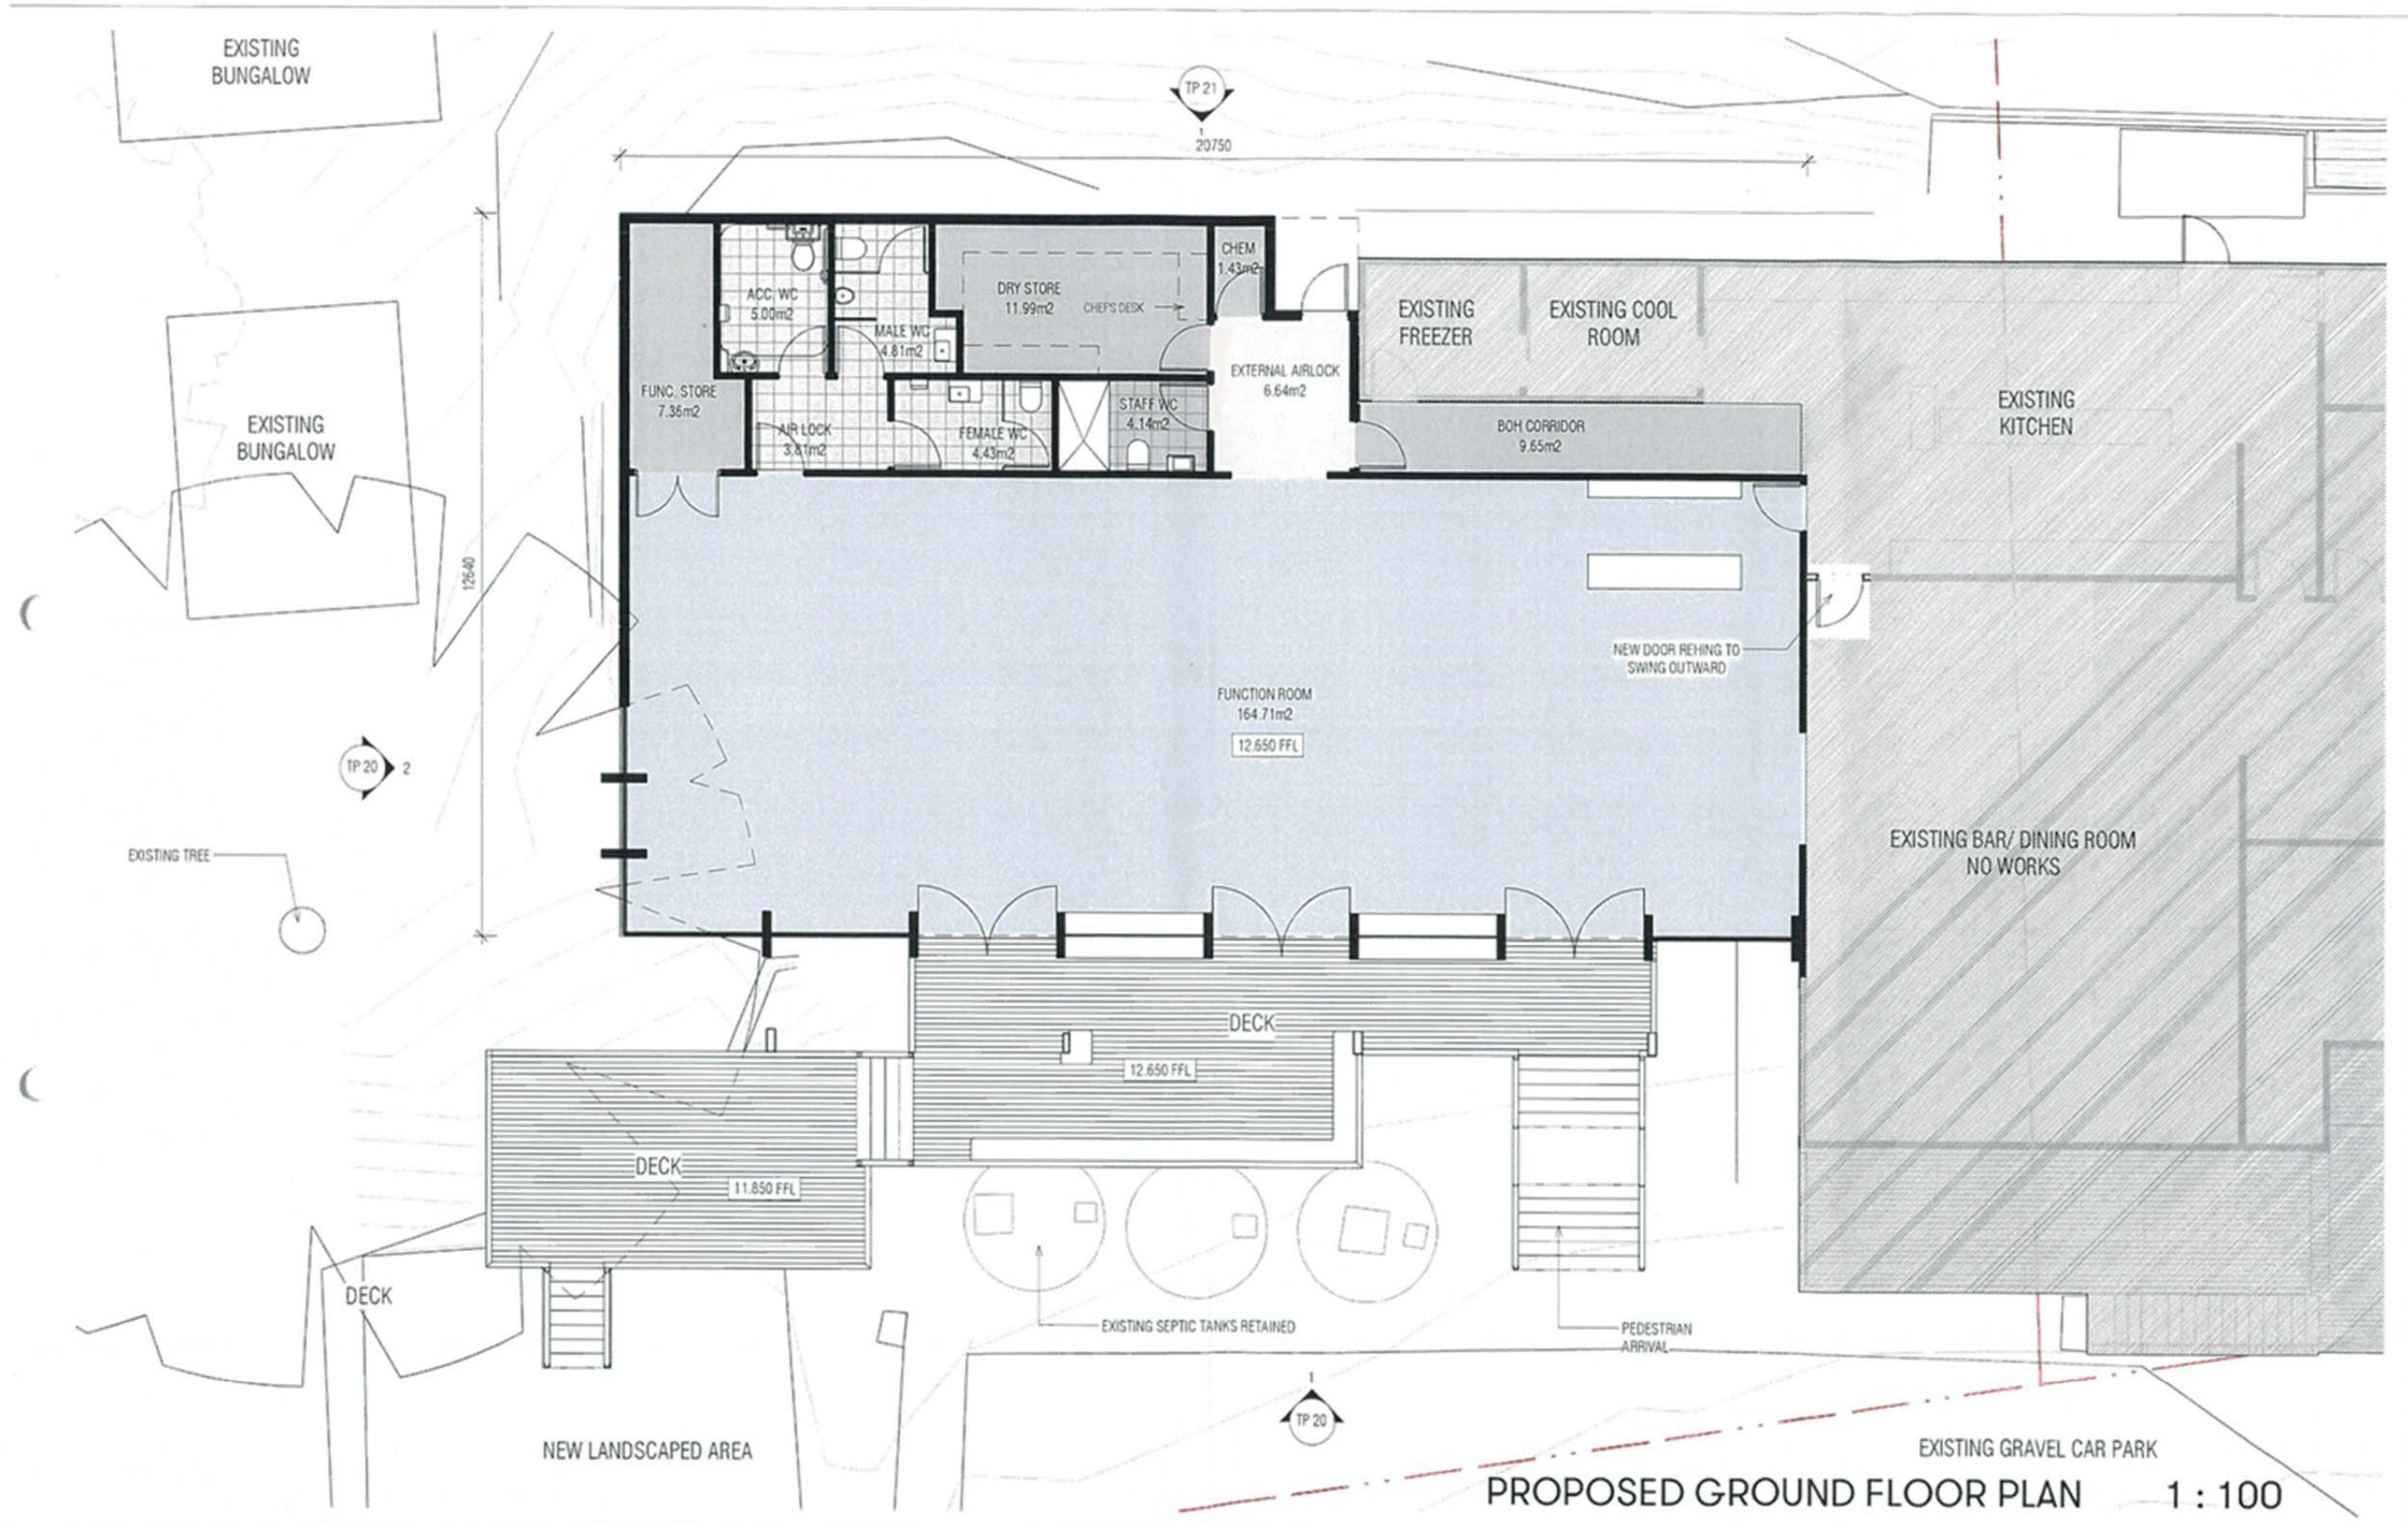 EXISTING
BUNGALOW
TP 21
1
20750
CHEM
1.43m2
DRY STORE
11.99m2
CHEF'S DESK
ACC. WC
5.00m2
MALE WC
4.81m2
EXISTING
FREEZER
EXISTING COOL
ROOM
EXTERNAL AIRLOCK
6.64m2
FUNC. STORE
7.36m2
STAFF WC
4.14m2
AIR LOCK
3.81m2
FEMALE WC
4.43m2
BOH CORRIDOR
9.65m2
EXISTING
KITCHEN
EXISTING
BUNGALOW
12640
NEW DOOR REHING TO
SWING OUTWARD
FUNCTION ROOM
164.71m2
12.650 FFL
TP 20
2
EXISTING TREE
EXISTING BAR/ DINING ROOM
NO WORKS
DECK
12.650 FFL
DECK
11.850 FFL
DECK
EXISTING SEPTIC TANKS RETAINED
PEDESTRIAN
ARRIVAL
1
TP 20
NEW LANDSCAPED AREA
EXISTING GRAVEL CAR PARK
PROPOSED GROUND FLOOR PLAN 1 : 100